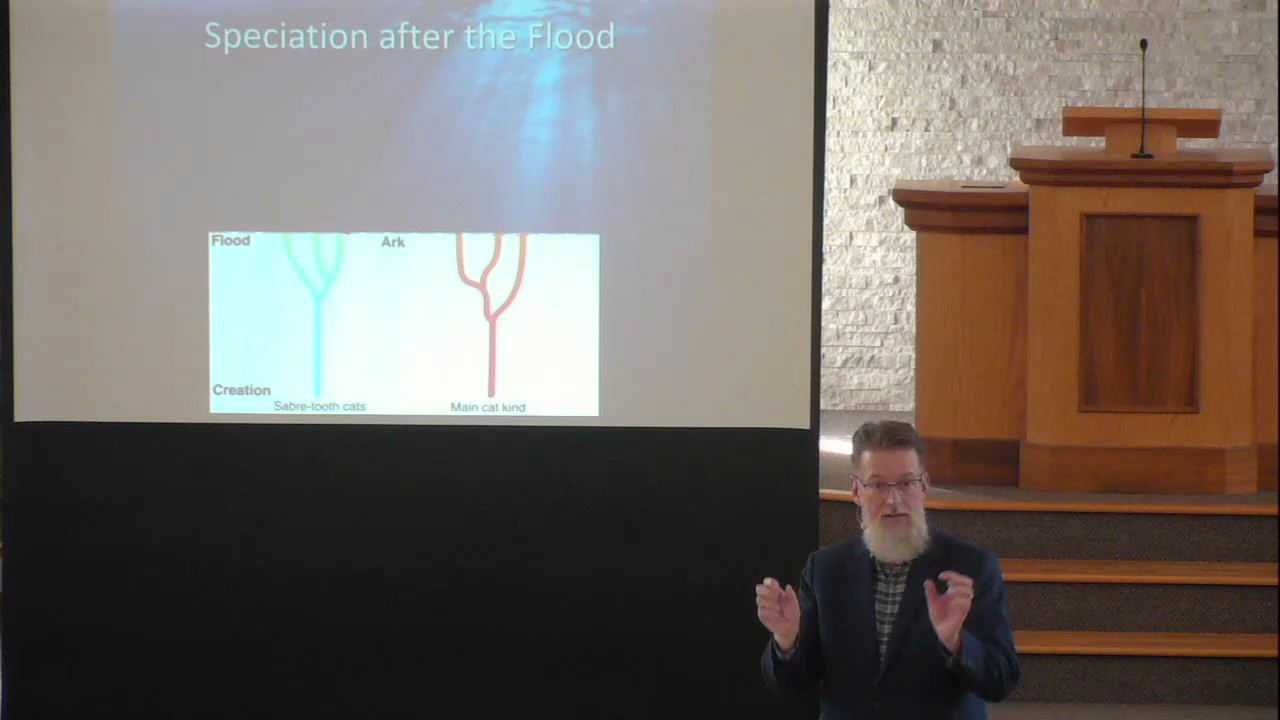 Speciation after the Flood
Flood
Ark
Creation
Sabre-tooth cats
Main cat kind